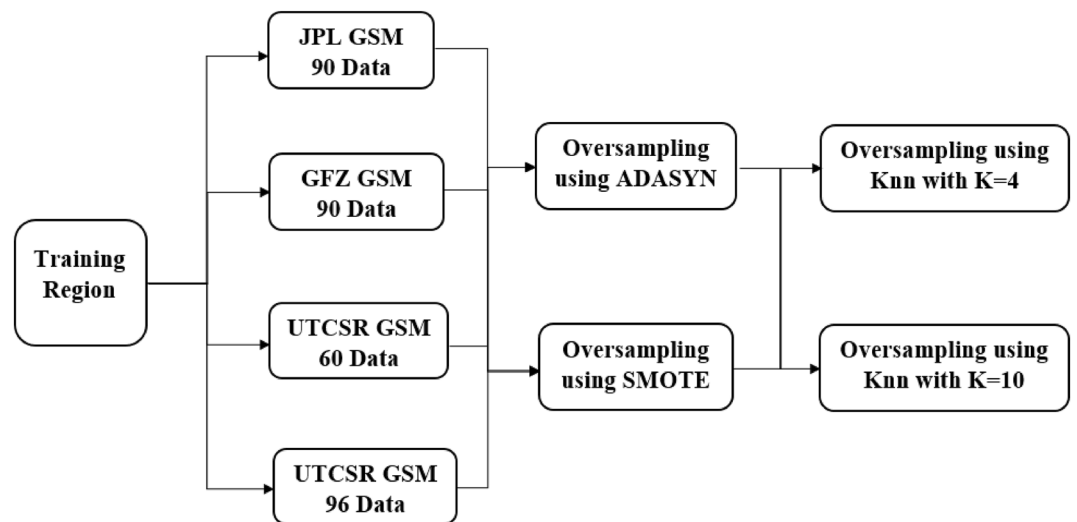 Training
Region
JPL GSM
90 Data
GFZ GSM
90 Data
UTCSR GSM
60 Data
UTCSR GSM
96 Data
Oversampling
using ADASYN
Oversampling
using SMOTE
Oversampling using
Knn with K=4
Oversampling using
Knn with K=10